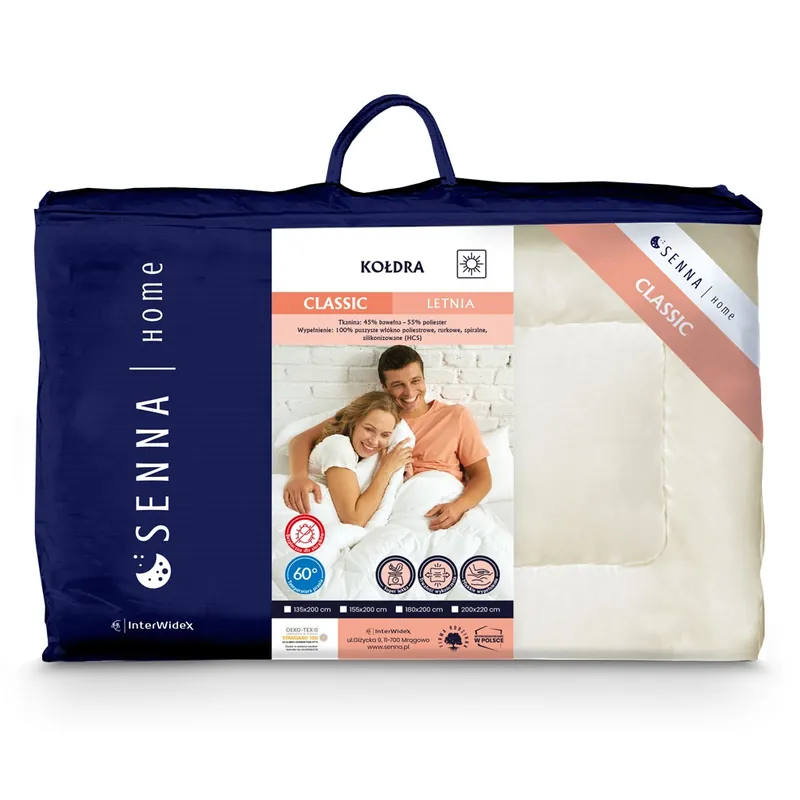 SENNA | Home
InterWidex
KOŁDRA
CLASSIC
LETNIA
Tkanina: 45% bawełna – 55% poliester
Wypełnienie: 100% puszyste włókno poliestrowe, rurkowe, spiralne,
silikonizowane (HCS)
60°
135x200 cm
155x200 cm
180x200 cm
200x220 cm
OEKO-TEX®
STANDARD 100
InterWidex
ul.Giżycka 9, 11-700 Mrągowo
www.senna.pl
W POLSCE
SENNA | Home
CLASSIC